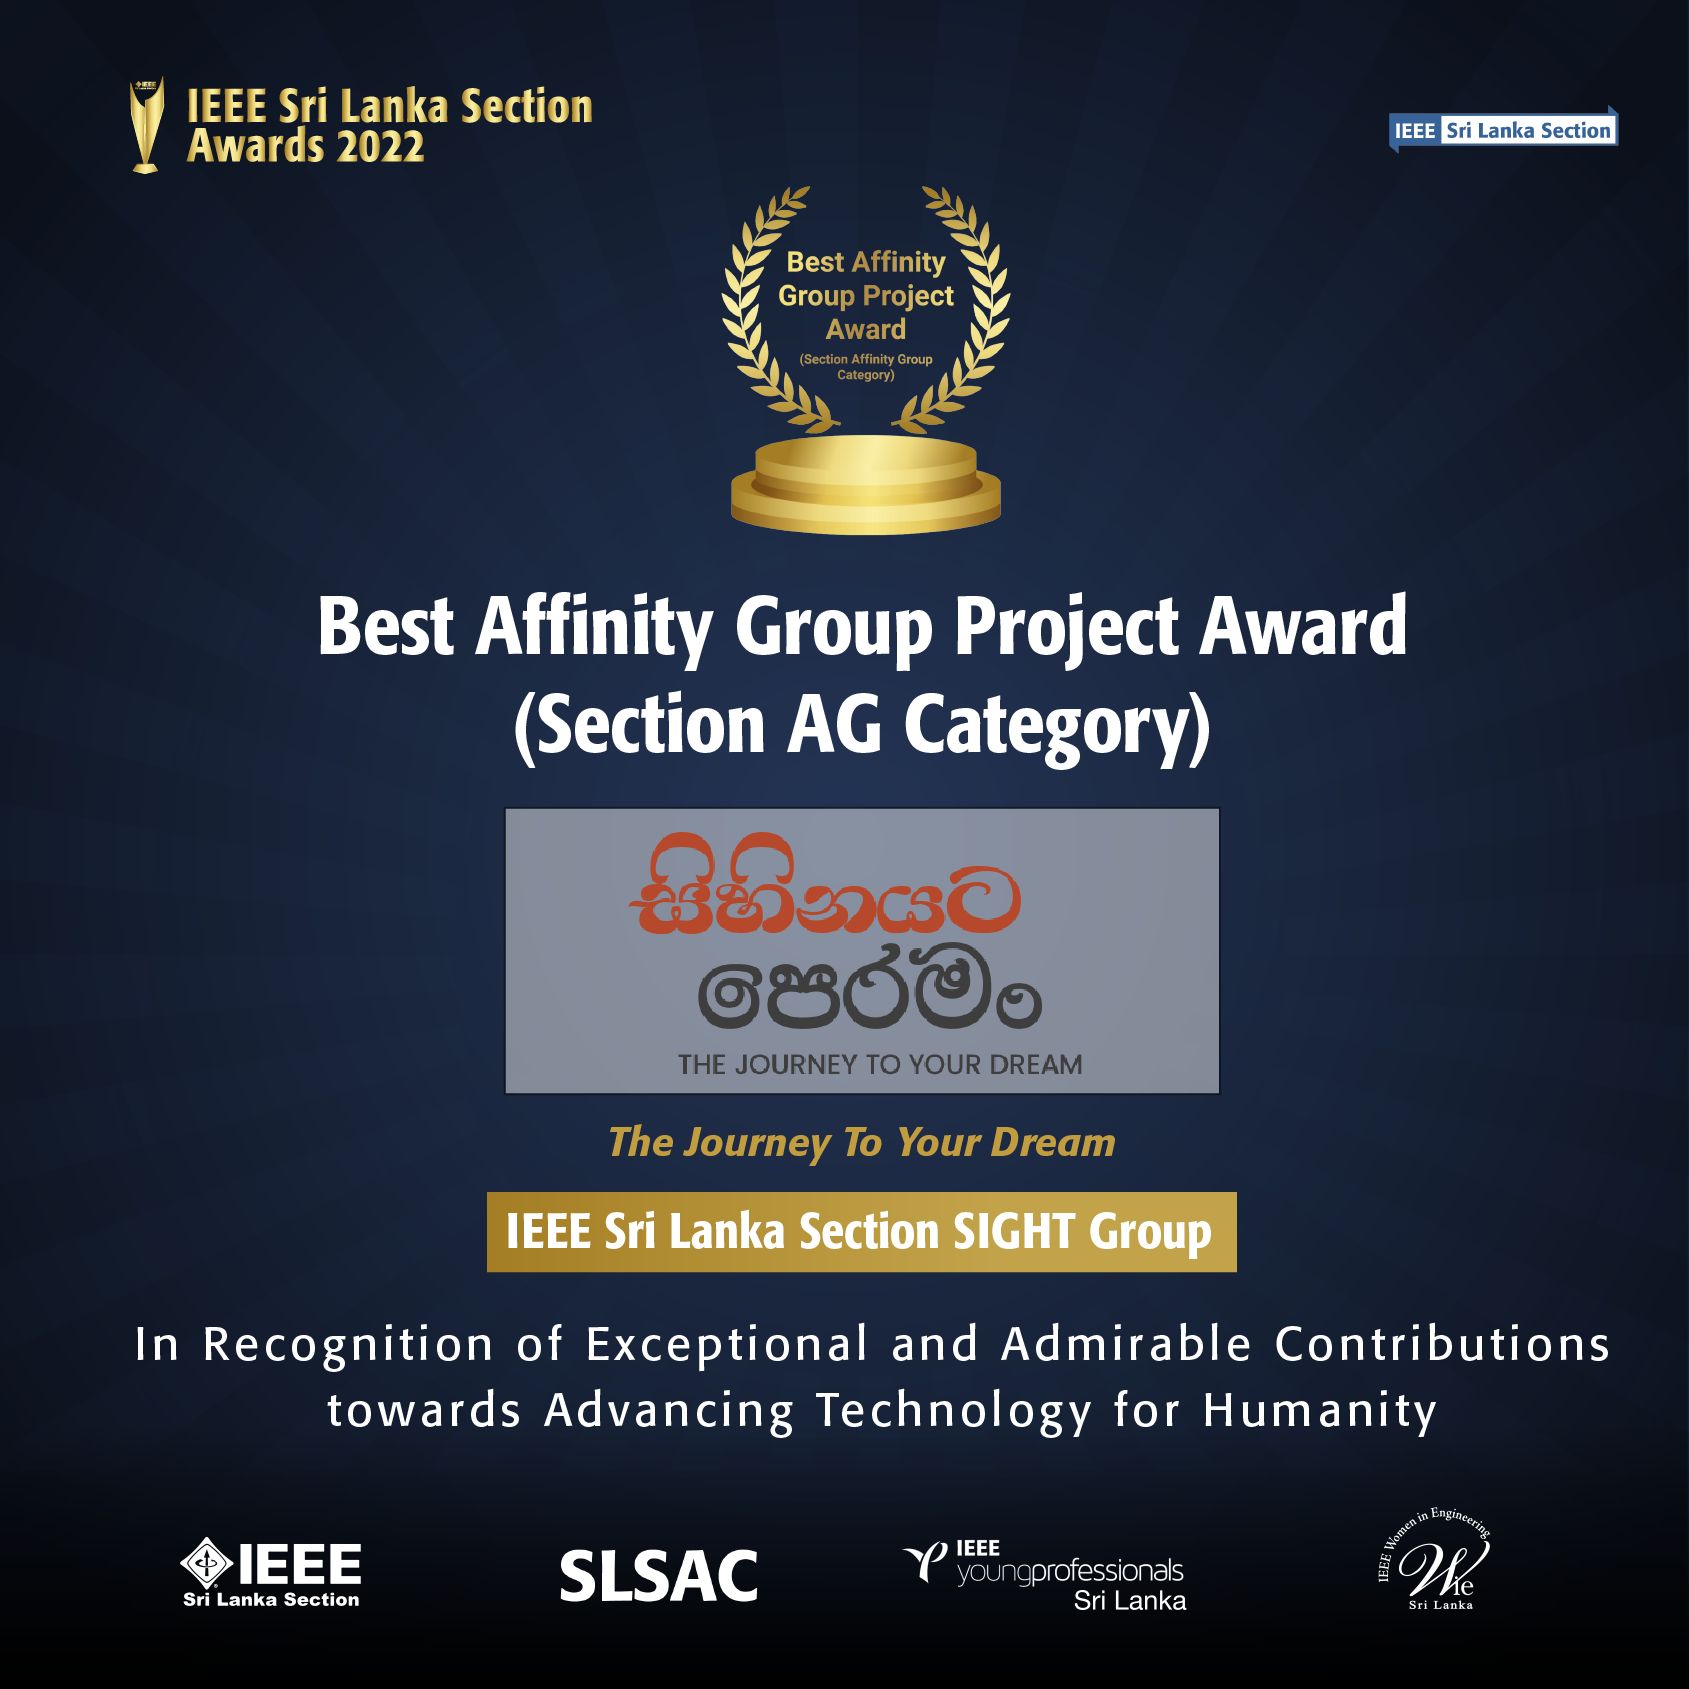 IEEE Sri Lanka Section
Awards 2022
IEEE Sri Lanka Section
Best Affinity
Group Project
Award
(Section Affinity Group
Category)
Best Affinity Group Project Award
(Section AG Category)
සිහිනයට
පෙරමං
THE JOURNEY TO YOUR DREAM
The Journey To Your Dream
IEEE Sri Lanka Section SIGHT Group
In Recognition of Exceptional and Admirable Contributions
towards Advancing Technology for Humanity
IEEE
Sri Lanka Section
SLSAC
IEEE
youngprofessionals
Sri Lanka
IEEE Women in Engineering
Wie
Sri Lanka